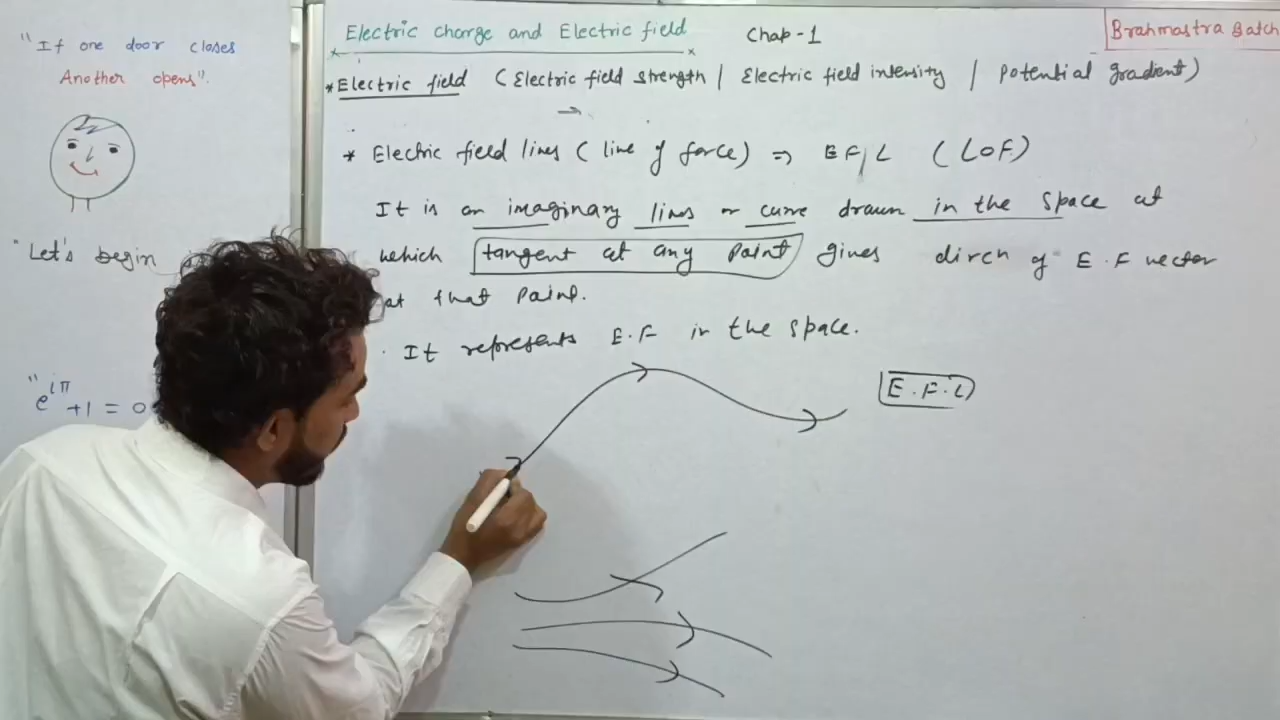 "If one door closes
Another opens".
"Let's begin
"e^iπ +1 = 0
Electric charge and Electric field
Chap-1
Brahmastra Batch
* Electric field (Electric field strength / Electric field intensity / Potential gradient)
* Electric field lines (line of force) ⇒ EF/L (LOF)
It is an imaginary lines or curve drawn in the space at
which tangent at any point gives dircn of E.F vector
at that point.
. It represents E.F in the space.
E.F.L